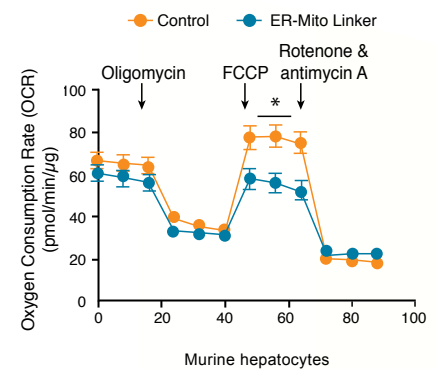 Control
ER-Mito Linker
Rotenone &
Oligomycin
FCCP
antimycin A
*
Oxygen Consumption Rate (OCR)
(pmol/min/µg)
100
80
60
40
20
0
0
20
40
60
80
100
Murine hepatocytes